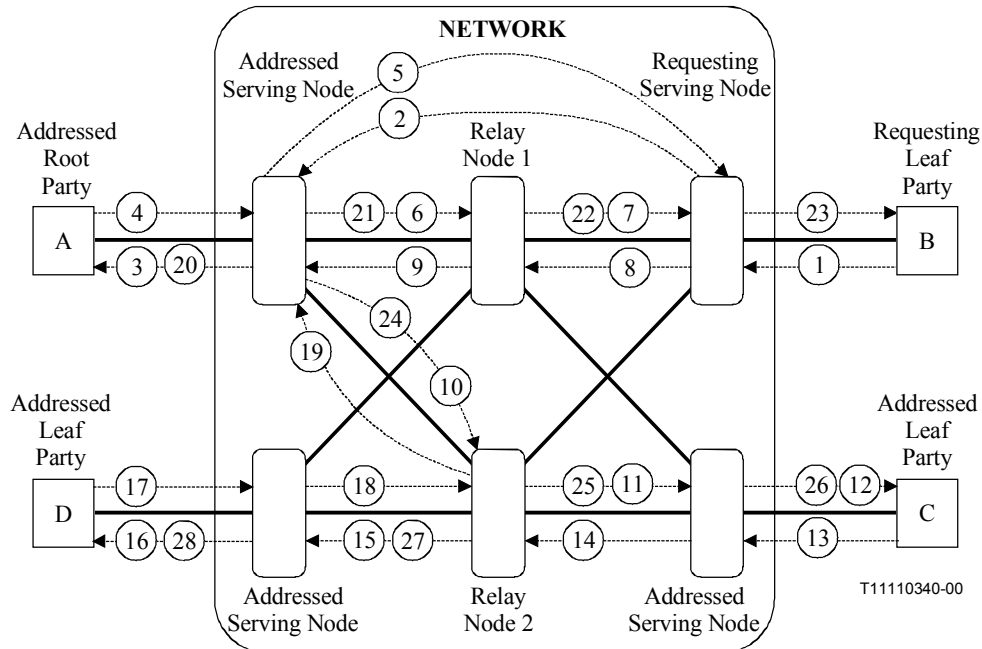 NETWORK
Addressed
Serving Node
5
Requesting
Serving Node
2
Addressed
Root
Party
Relay
Node 1
Requesting
Leaf
Party
4
21
6
22
7
23
A
B
3
20
9
8
1
24
19
10
Addressed
Leaf
Party
Addressed
Leaf
Party
17
18
25
11
26
12
D
C
16
28
15
27
14
13
Addressed
Serving Node
Relay
Node 2
Addressed
Serving Node
T11110340-00